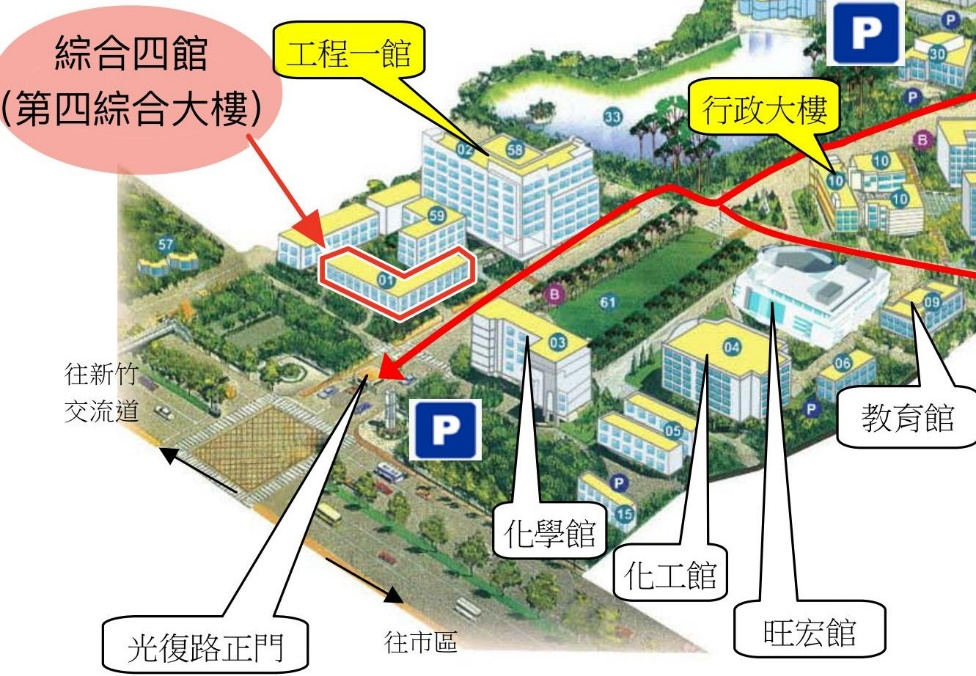 綜合四館
(第四綜合大樓)
工程一館
P
P
30
P
行政大樓
33
B
02
58
10
10
10
59
57
01
B
61
09
03
04
06
往新竹
交流道
P
教育館
P
05
P
15
化學館
化工館
旺宏館
光復路正門
往市區